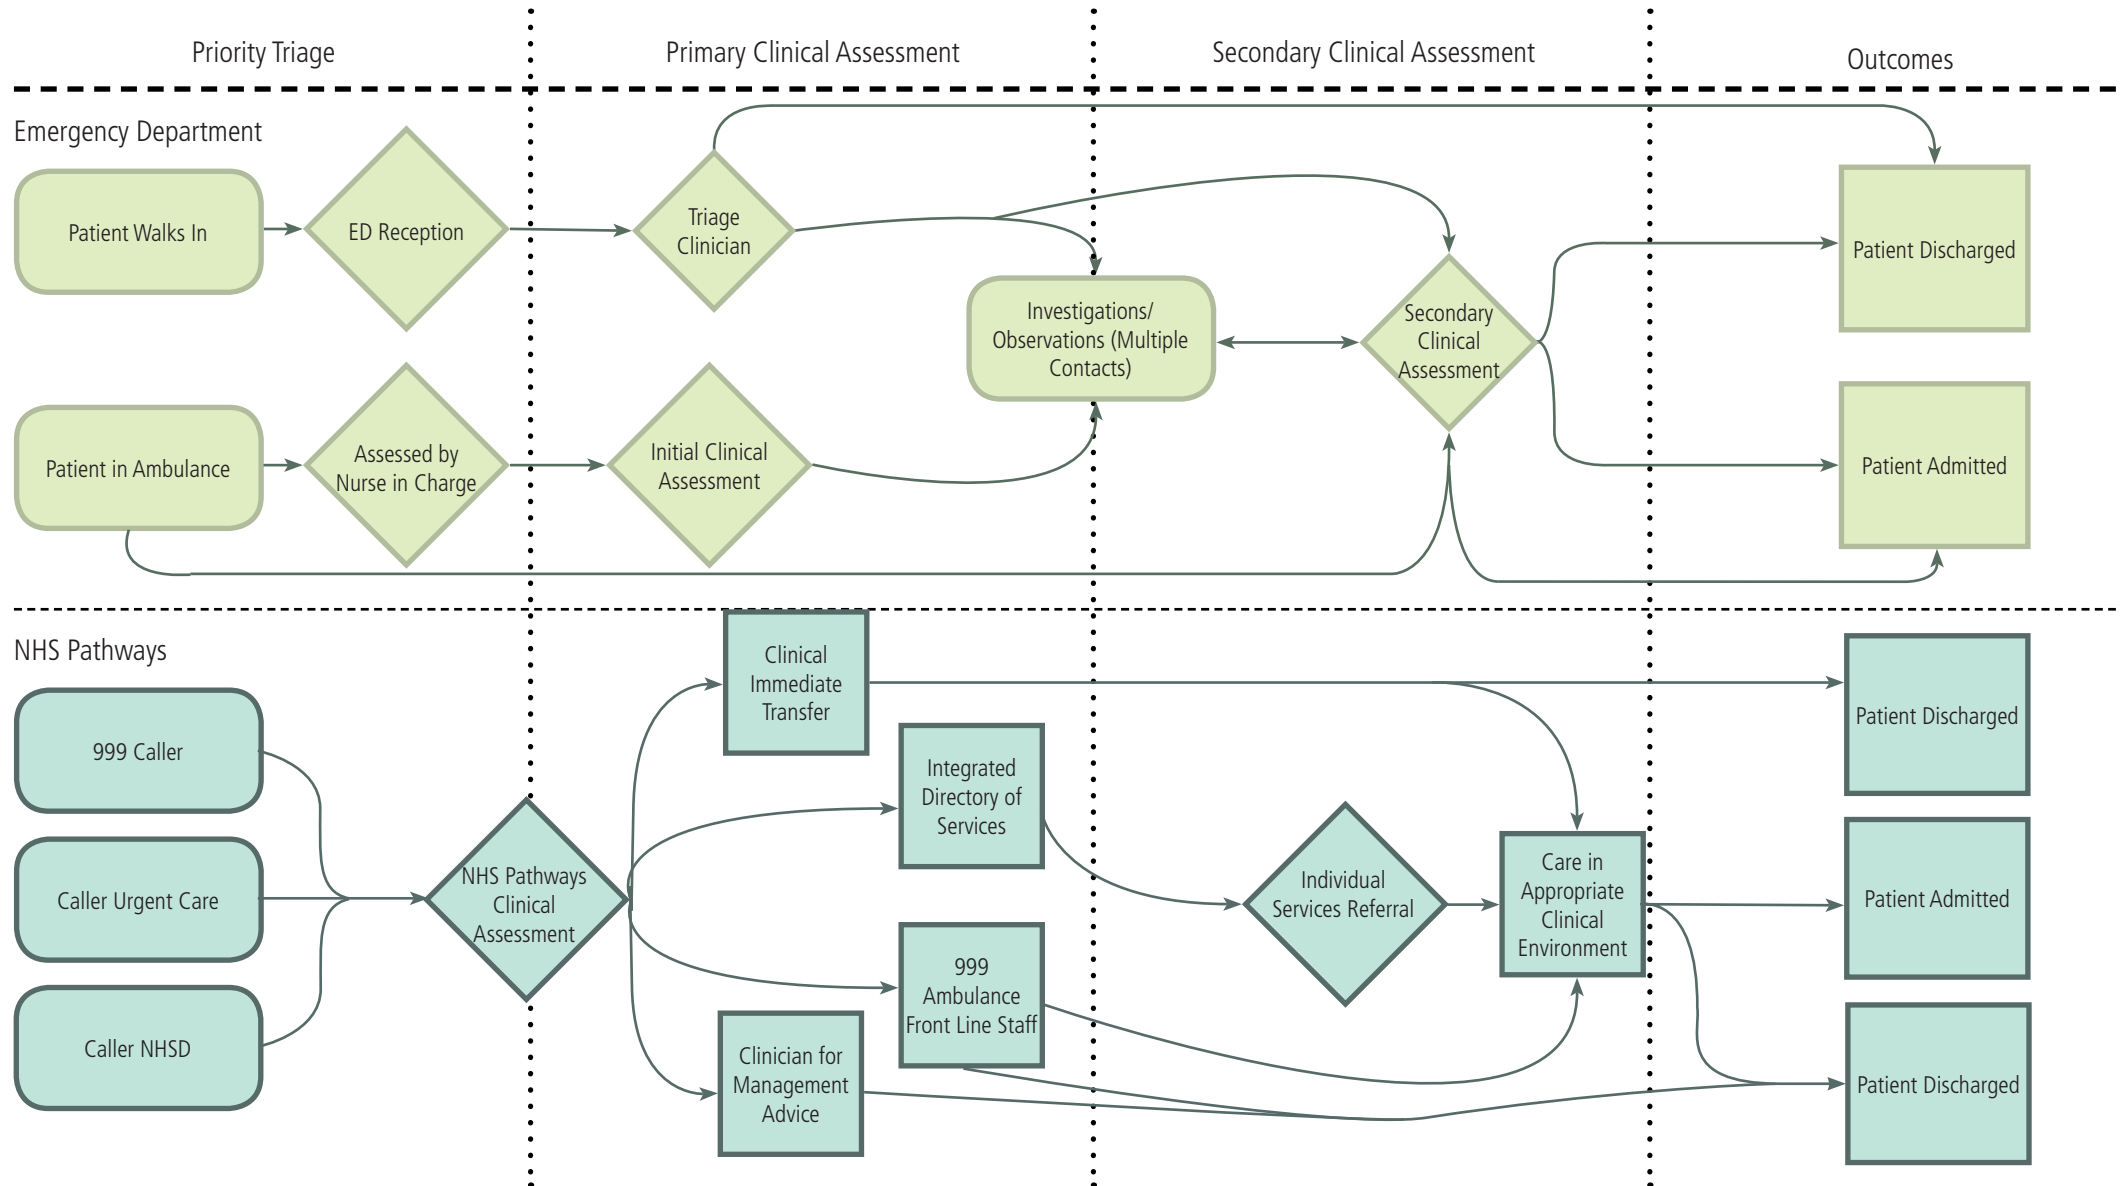 Priority Triage
Primary Clinical Assessment
Secondary Clinical Assessment
Outcomes
Emergency Department
Patient Walks In
ED Reception
Triage
Clinician
Investigations/
Observations (Multiple
Contacts)
Secondary
Clinical
Assessment
Patient Discharged
Patient in Ambulance
Assessed by
Nurse in Charge
Initial Clinical
Assessment
Patient Admitted
NHS Pathways
999 Caller
Caller Urgent Care
Caller NHSD
NHS Pathways
Clinical
Assessment
Clinical
Immediate
Transfer
Integrated
Directory of
Services
999
Ambulance
Front Line Staff
Clinician for
Management
Advice
Individual
Services Referral
Care in
Appropriate
Clinical
Environment
Patient Discharged
Patient Admitted
Patient Discharged